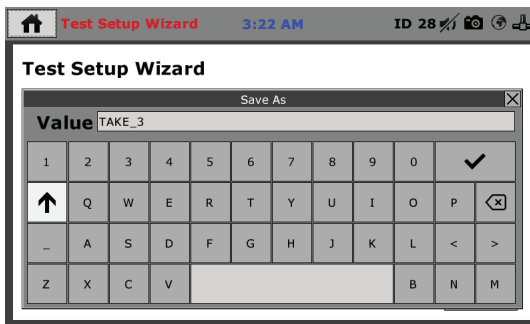 Test Setup Wizard 3:22 AM ID 28
Test Setup Wizard
Save As
Value TAKE_3
1 2 3 4 5 6 7 8 9 0
Q W E R T Y U I O P
_ A S D F G H J K L < >
Z X C V B N M